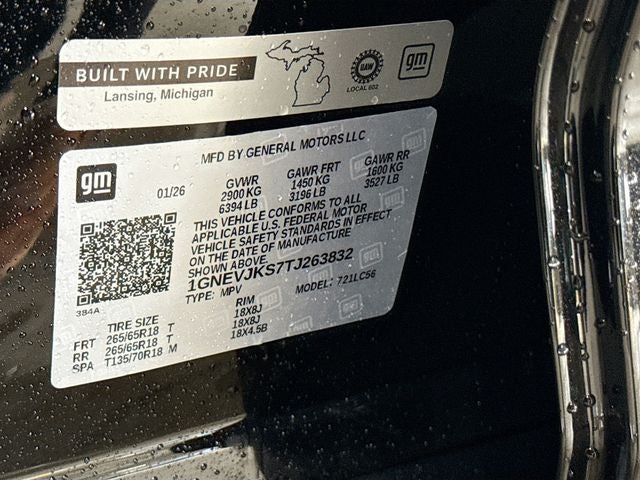 BUILT WITH PRIDE
Lansing, Michigan
UAW
LOCAL 602
gm
MFD BY GENERAL MOTORS LLC
gm
01/26
GVWR GAWR FRT GAWR RR
2900 KG 1450 KG 1600 KG
6394 LB 3196 LB 3527 LB
THIS VEHICLE CONFORMS TO ALL
APPLICABLE U.S. FEDERAL MOTOR
VEHICLE SAFETY STANDARDS IN EFFECT
ON THE DATE OF MANUFACTURE
SHOWN ABOVE.
1GNEVJKS7TJ263832
TYPE: MPV MODEL: 721LC56
384A
TIRE SIZE RIM
FRT 265/65R18 T 18X8J
RR 265/65R18 T 18X8J
SPA T135/70R18 M 18X4.5B